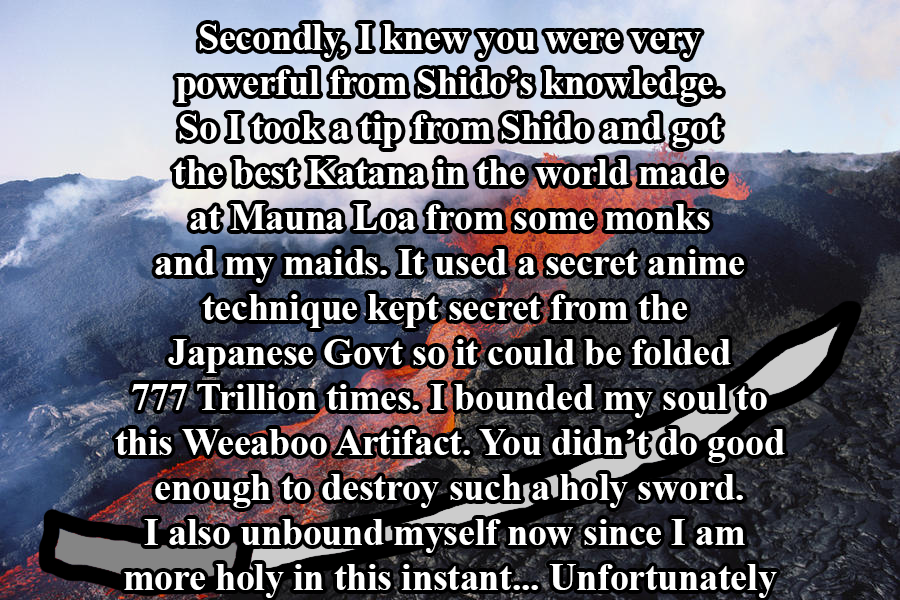 Secondly, I knew you were very
powerful from Shido’s knowledge.
So I took a tip from Shido and got
the best Katana in the world made
at Mauna Loa from some monks
and my maids. It used a secret anime
technique kept secret from the
Japanese Govt so it could be folded
777 Trillion times. I bounded my soul to
this Weeaboo Artifact. You didn’t do good
enough to destroy such a holy sword.
I also unbound myself now since I am
more holy in this instant... Unfortunately